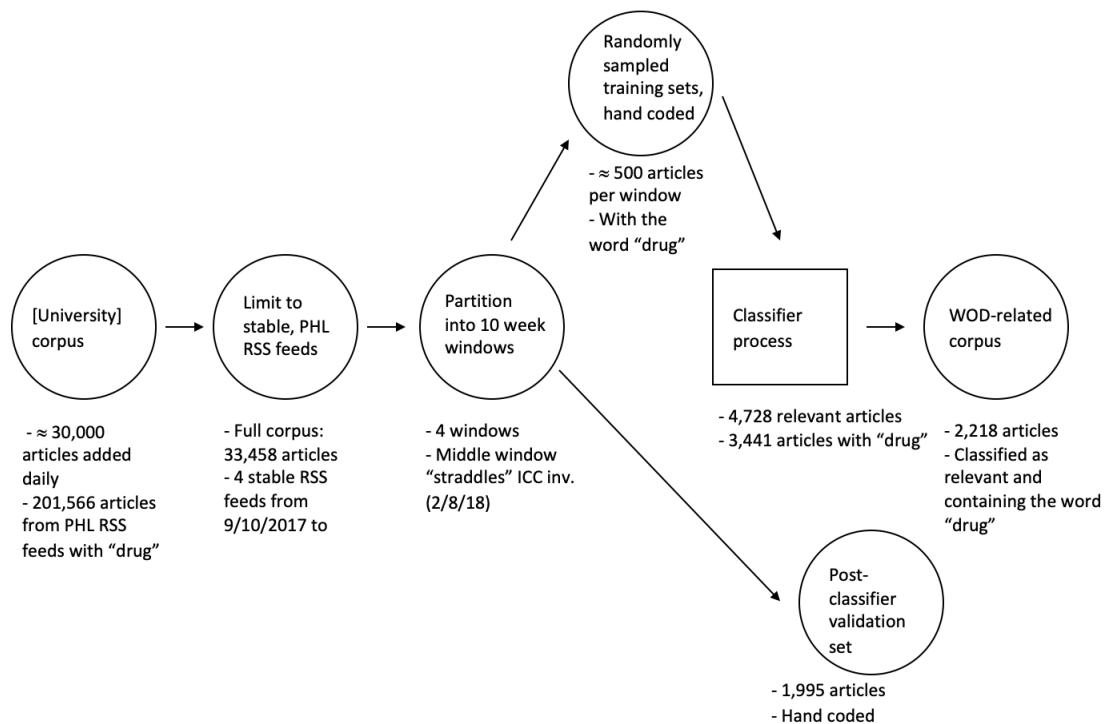 [University]
corpus
- ≈ 30,000
articles added
daily
- 201,566 articles
from PHL RSS
feeds with “drug”
Limit to
stable, PHL
RSS feeds
- Full corpus:
33,458 articles
- 4 stable RSS
feeds from
9/10/2017 to
Partition
into 10 week
windows
- 4 windows
- Middle window
“straddles” ICC inv.
(2/8/18)
Randomly
sampled
training sets,
hand coded
- ≈ 500 articles
per window
- With the
word “drug”
Classifier
process
- 4,728 relevant articles
- 3,441 articles with “drug”
WOD-related
corpus
- 2,218 articles
- Classified as
relevant and
containing the word
“drug”
Post-
classifier
validation
set
- 1,995 articles
- Hand coded